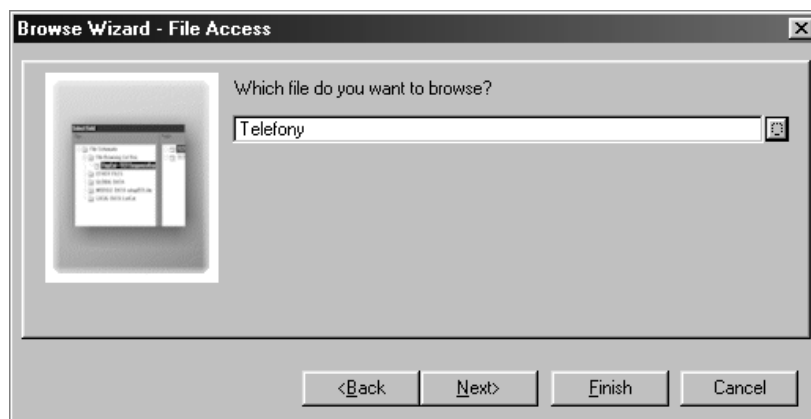 Browse Wizard - File Access
Which file do you want to browse?
Telefony
<Back
Next>
Finish
Cancel